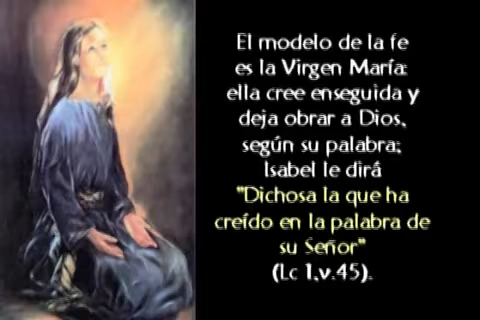 El modelo de la fe
es la Virgen María:
ella cree enseguida y
deja obrar a Dios,
según su palabra;
Isabel le dirá
"Dichosa la que ha
creído en la palabra de
su Señor"
(Lc 1,v.45).